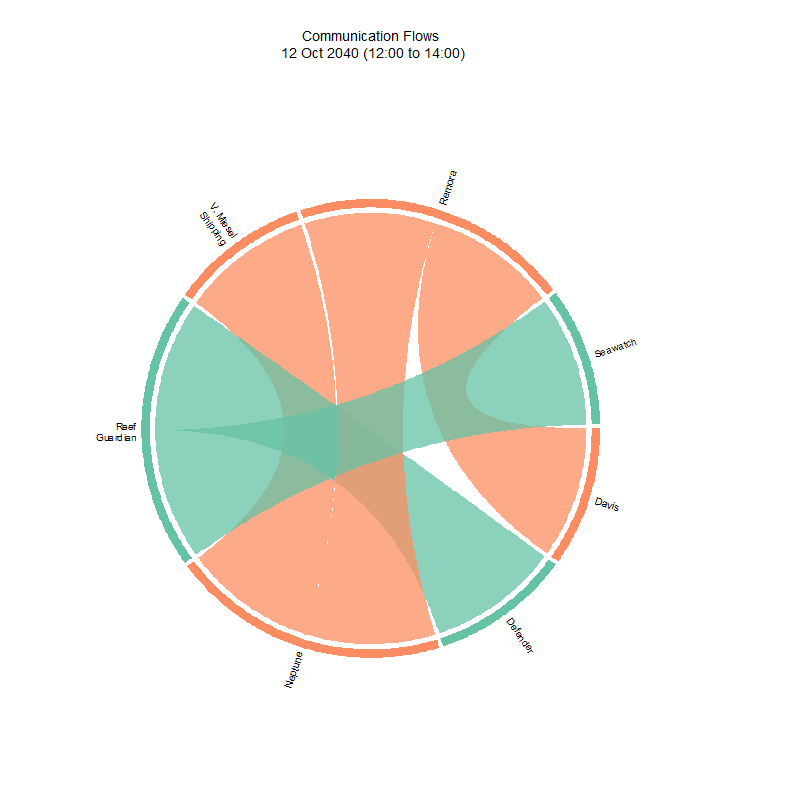 Communication Flows
12 Oct 2040 (12:00 to 14:00)
Remora
V. Miesel
Shipping
Seawatch
Reef
Guardian
Davis
Defender
Neptune